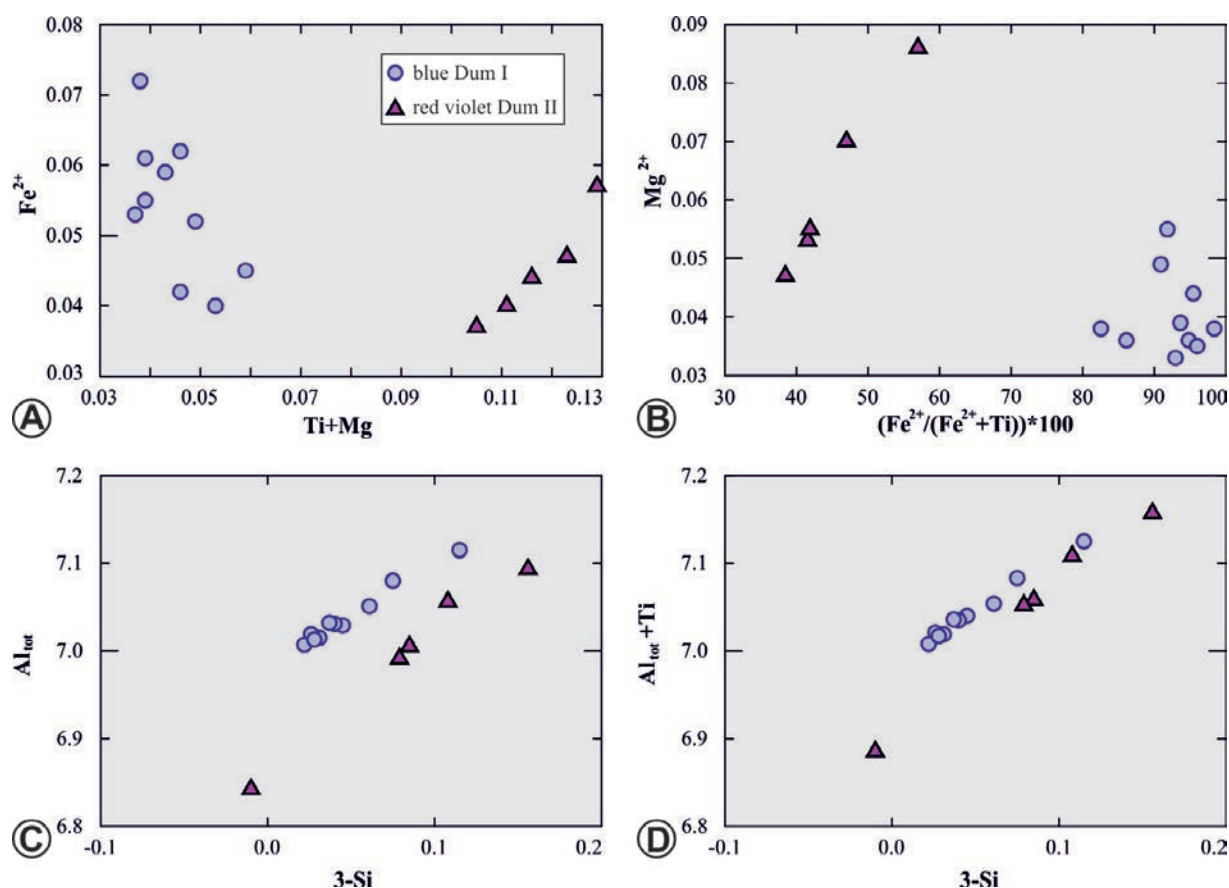 0.08
0.07
0.06
0.05
0.04
0.03
Fe²⁺
blue Dum I
red violet Dum II
0.03 0.05 0.07 0.09 0.11 0.13
Ti+Mg
A
0.09
0.08
0.07
0.06
0.05
0.04
0.03
Mg²⁺
30 40 50 60 70 80 90 100
(Fe²⁺/(Fe²⁺+Ti))*100
B
7.2
7.1
7.0
6.9
6.8
Al_tot
-0.1 0.0 0.1 0.2
3-Si
C
7.2
7.1
7.0
6.9
6.8
Al_tot +Ti
-0.1 0.0 0.1 0.2
3-Si
D